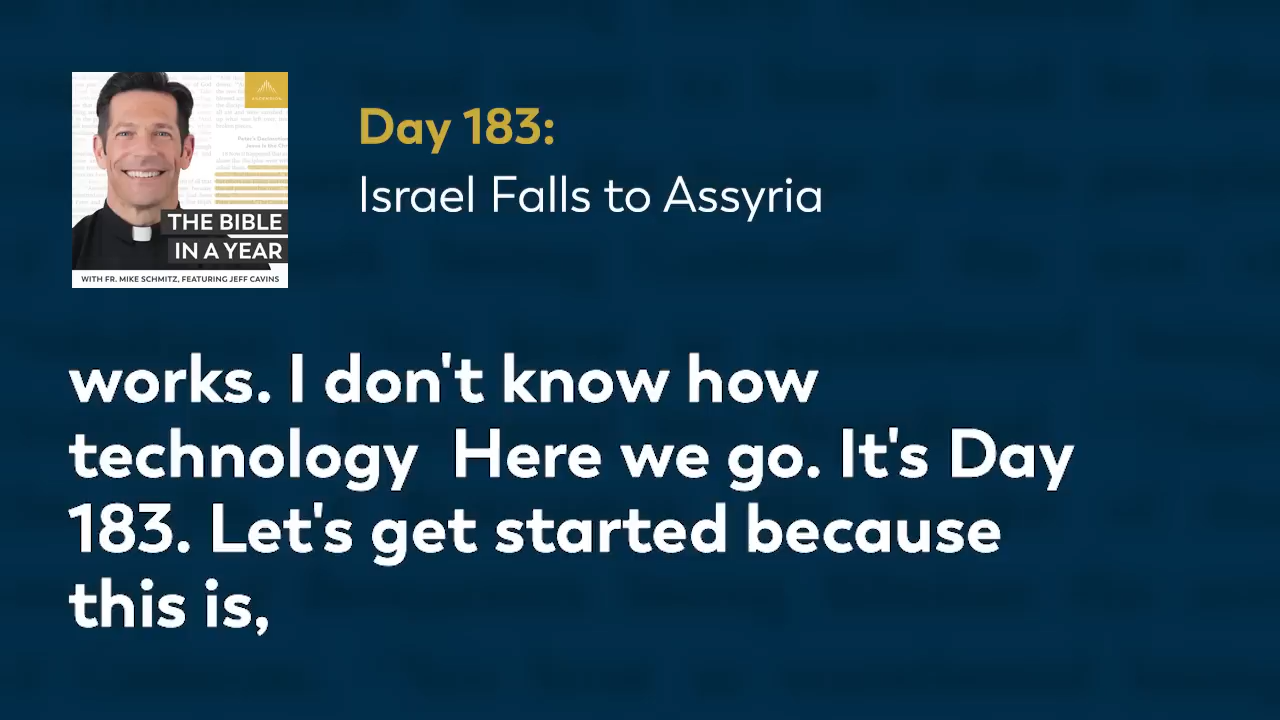 Day 183:
Israel Falls to Assyria
THE BIBLE
IN A YEAR
WITH FR. MIKE SCHMITZ, FEATURING JEFF CAVINS
works. I don't know how
technology  Here we go. It's Day
183. Let's get started because
this is,